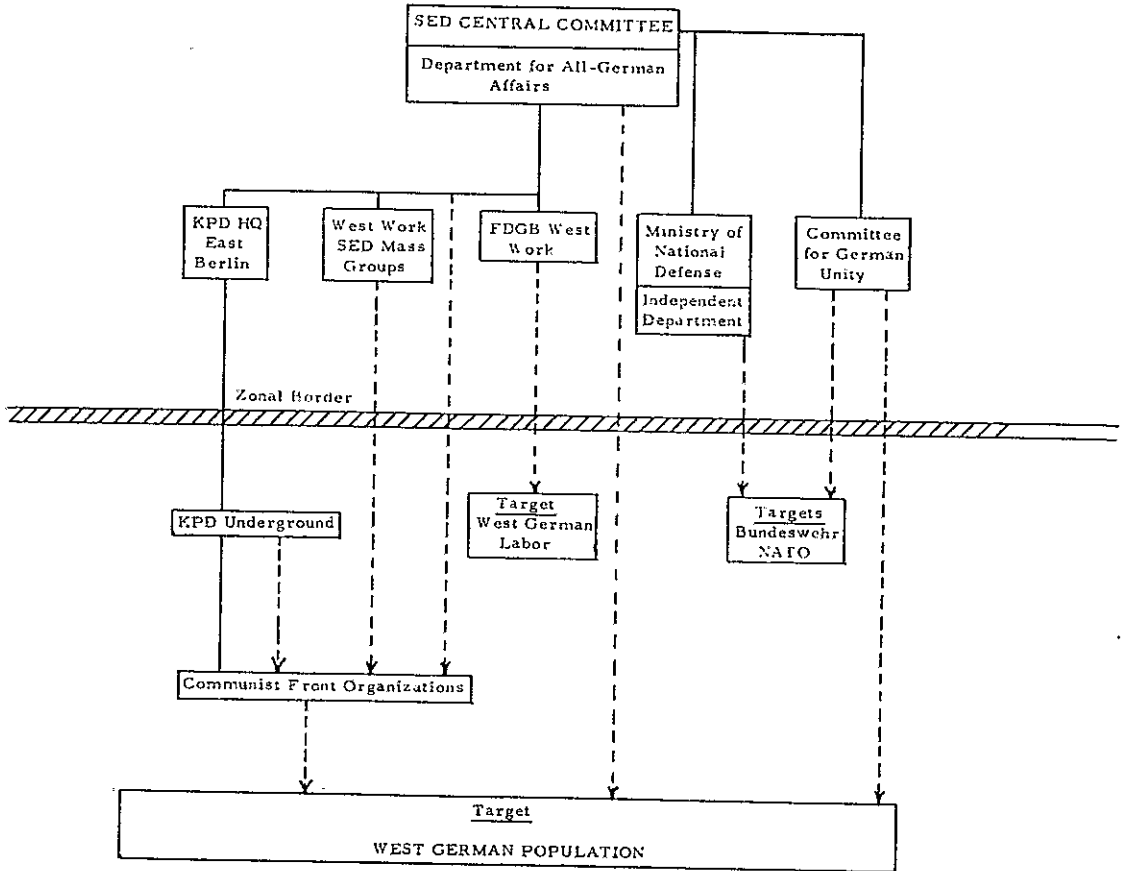 SED CENTRAL COMMITTEE
Department for All-German
Affairs
KPD HQ
East
Berlin
West Work
SED Mass
Groups
FDGB West
Work
Ministry of
National
Defense
Independent
Department
Committee
for German
Unity
Zonal Border
KPD Underground
Target
West German
Labor
Targets
Bundeswehr
NATO
Communist Front Organizations
Target
WEST GERMAN POPULATION